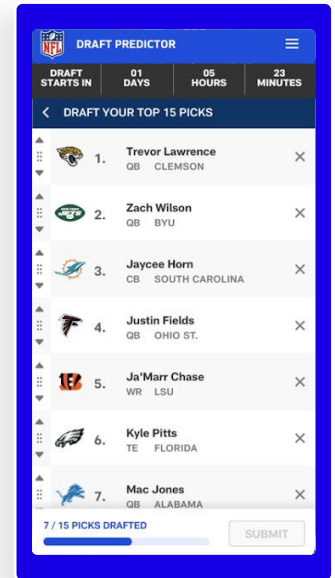 NFL
DRAFT PREDICTOR
DRAFT STARTS IN 01 DAYS 05 HOURS 23 MINUTES
DRAFT YOUR TOP 15 PICKS
1. Trevor Lawrence
QB CLEMSON
2. Zach Wilson
QB BYU
3. Jaycee Horn
CB SOUTH CAROLINA
4. Justin Fields
QB OHIO ST.
5. Ja'Marr Chase
WR LSU
6. Kyle Pitts
TE FLORIDA
7. Mac Jones
QB ALABAMA
7 / 15 PICKS DRAFTED
SUBMIT